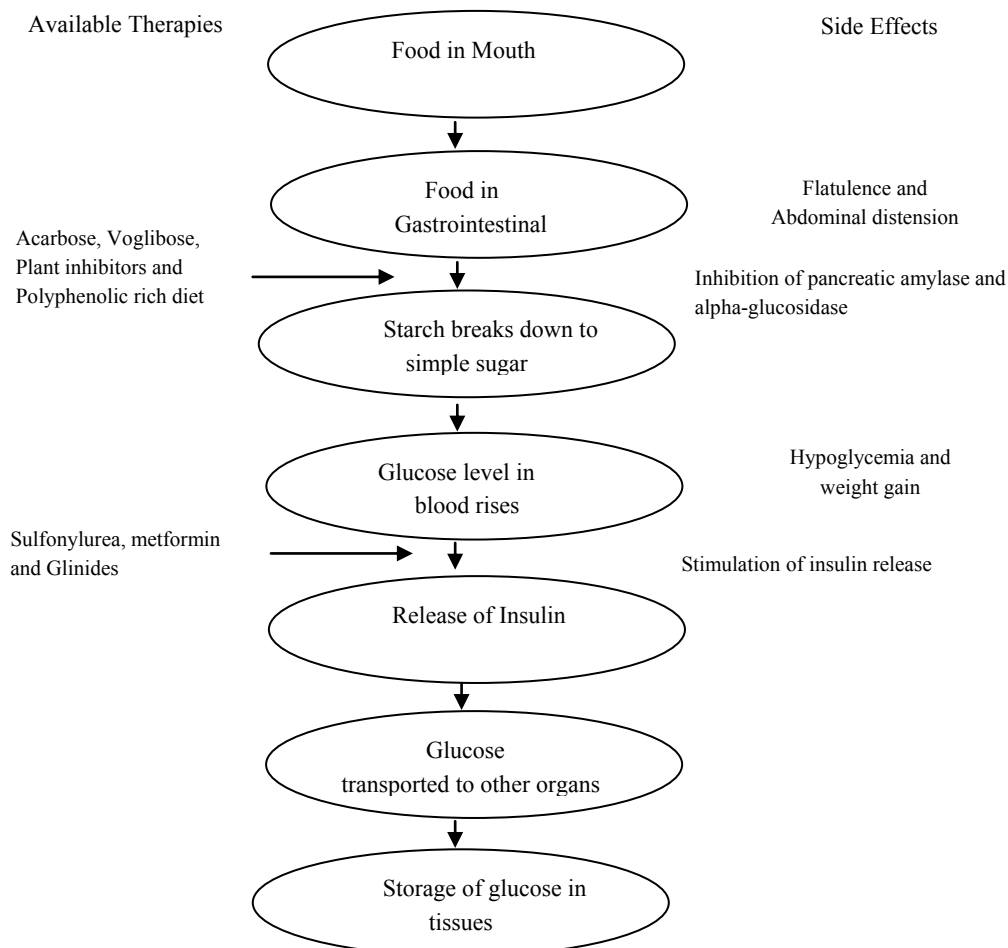 Available Therapies
Side Effects
Food in Mouth
Food in
Gastrointestinal
Flatulence and
Abdominal distension
Acarbose, Voglibose,
Plant inhibitors and
Polyphenolic rich diet
Inhibition of pancreatic amylase and
alpha-glucosidase
Starch breaks down to
simple sugar
Glucose level in
blood rises
Hypoglycemia and
weight gain
Sulfonylurea, metformin
and Glinides
Stimulation of insulin release
Release of Insulin
Glucose
transported to other organs
Storage of glucose in
tissues